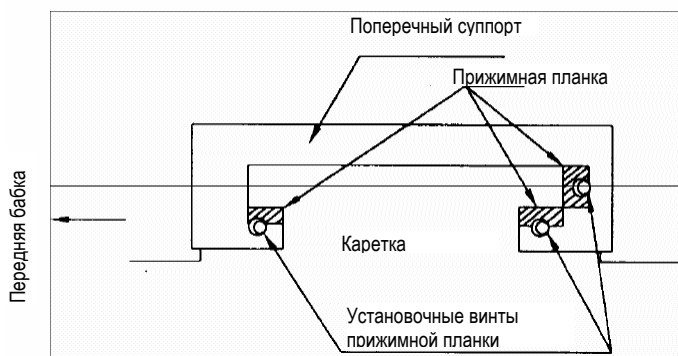 Поперечный суппорт
Прижимная планка
Передняя бабка
Каретка
Установочные винты
прижимной планки